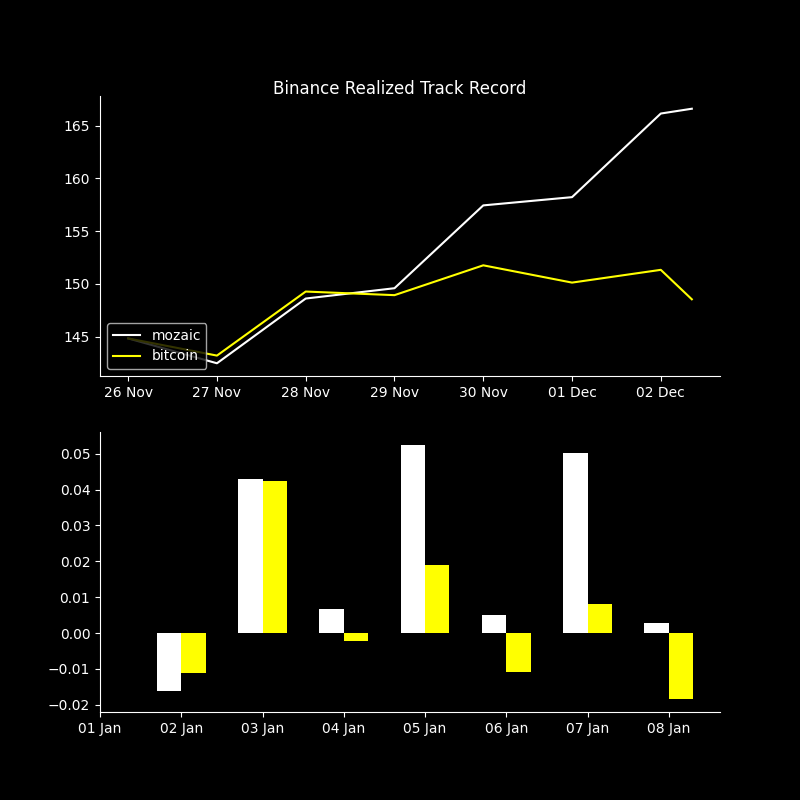 Binance Realized Track Record
165
160
155
150
145
mozaic
bitcoin
26 Nov 27 Nov 28 Nov 29 Nov 30 Nov 01 Dec 02 Dec
0.05
0.04
0.03
0.02
0.01
0.00
−0.01
−0.02
01 Jan 02 Jan 03 Jan 04 Jan 05 Jan 06 Jan 07 Jan 08 Jan